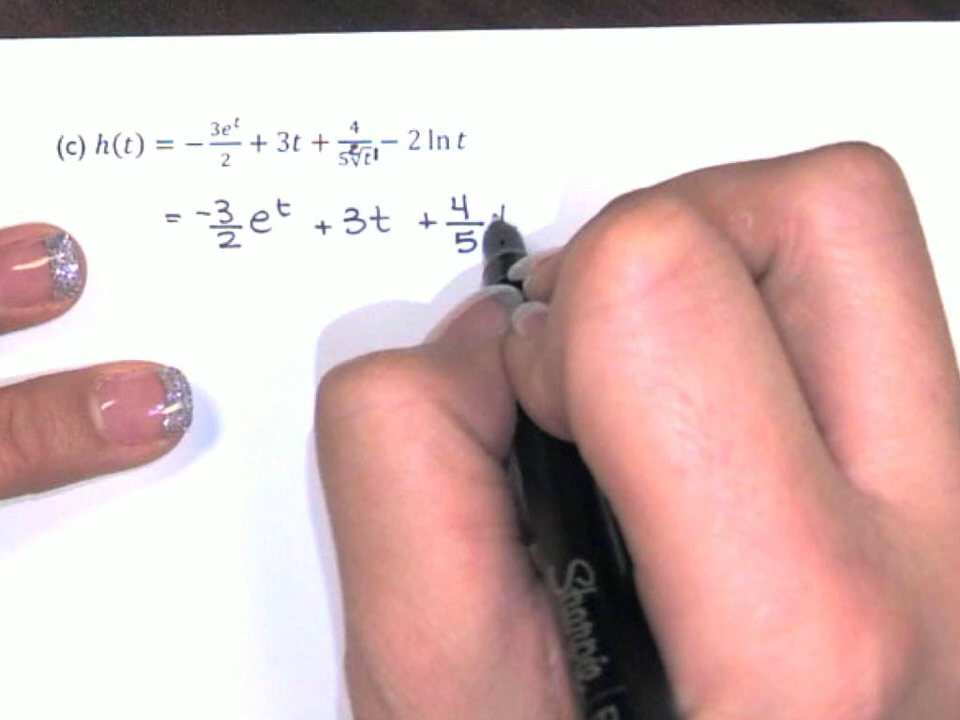 (c) h(t) = − 3e^t/2 + 3t + 4/5√t − 2 ln t
= -3/2 e^t + 3t + 4/5
Sharpie